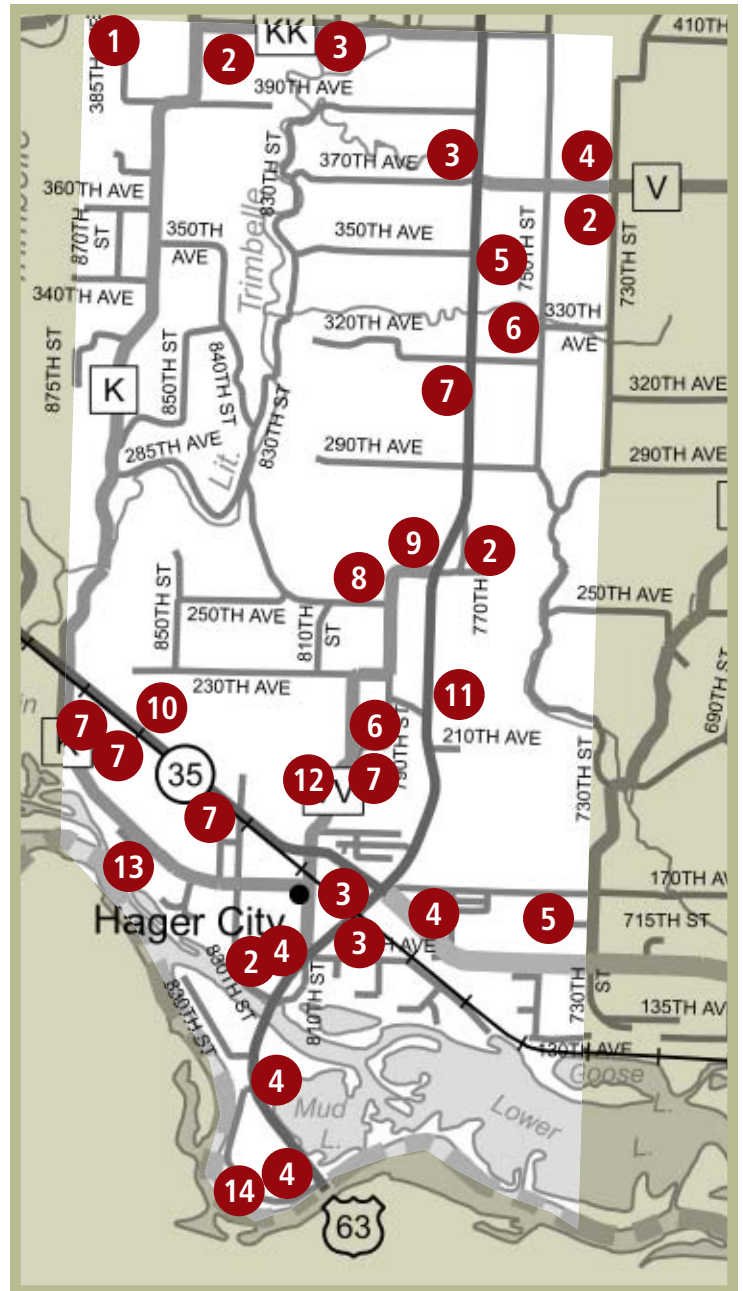 410TH
385TH
1
2
KK
3
390TH AVE
830TH ST
370TH AVE
3
4
V
2
360TH AVE
870TH
ST
350TH
AVE
Trimbelle
350TH AVE
5
750TH ST
730TH ST
340TH AVE
320TH AVE
6
330TH
AVE
875TH ST
K
850TH ST
840TH ST
7
320TH AVE
285TH AVE
Lit.
830TH ST
290TH AVE
290TH AVE
9
2
8
850TH ST
250TH AVE
810TH
ST
770TH
250TH AVE
230TH AVE
690TH ST
10
11
7
7
6
790TH ST
210TH AVE
35
12
7
730TH ST
7
13
3
170TH AV
Hager City
4
5
715TH ST
2
4
3
AVE
830TH ST
810TH ST
730TH
ST
830TH ST
135TH AV
130TH AVE
Goose
L.
4
Mud
L.
Lower
L.
14
4
63